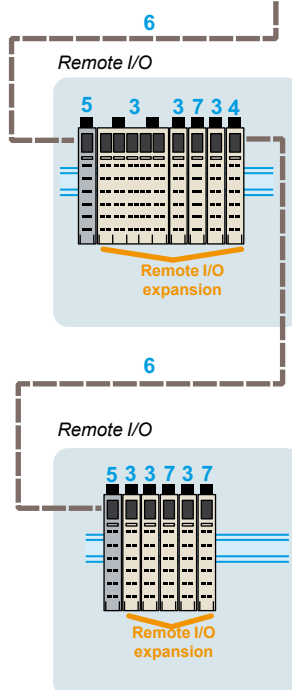 6
Remote I/O
5 3 3 7 3 4
Remote I/O
expansion
6
Remote I/O
5 3 3 7 3 7
Remote I/O
expansion